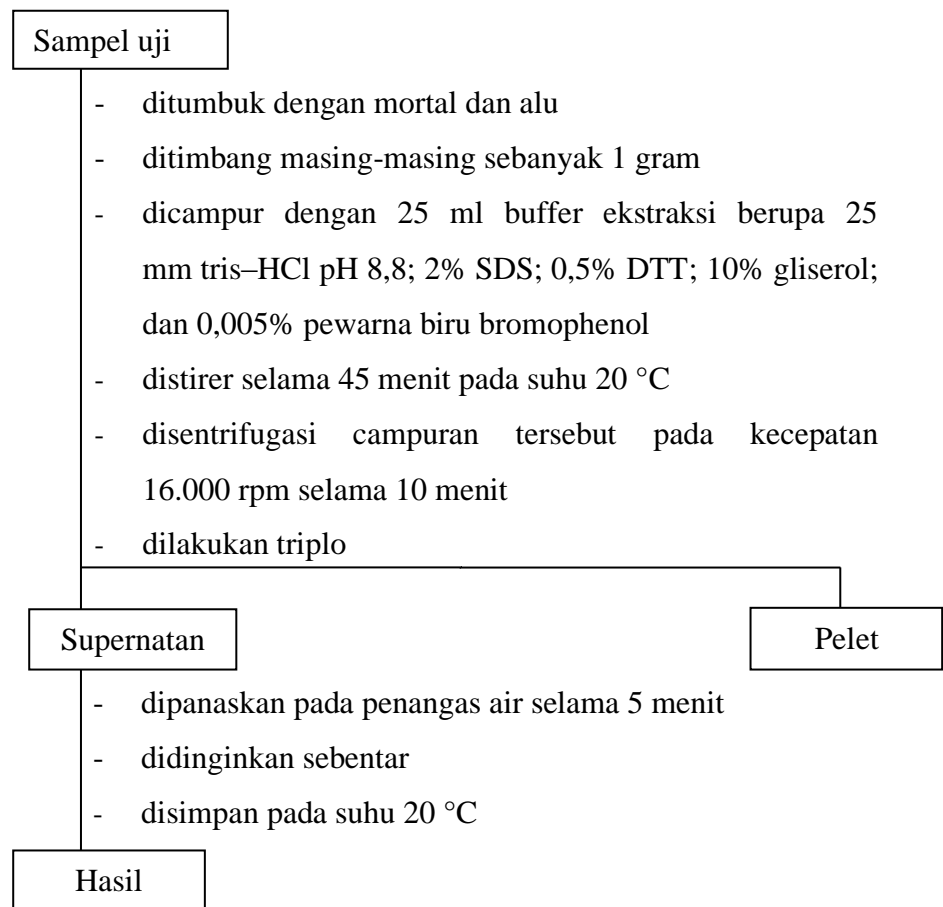 Sampel uji
- ditumbuk dengan mortal dan alu
- ditimbang masing-masing sebanyak 1 gram
- dicampur dengan 25 ml buffer ekstraksi berupa 25
mm tris–HCl pH 8,8; 2% SDS; 0,5% DTT; 10% gliserol;
dan 0,005% pewarna biru bromophenol
- distirer selama 45 menit pada suhu 20 °C
- disentrifugasi campuran tersebut pada kecepatan
16.000 rpm selama 10 menit
- dilakukan triplo
Supernatan
Pelet
- dipanaskan pada penangas air selama 5 menit
- didinginkan sebentar
- disimpan pada suhu 20 °C
Hasil